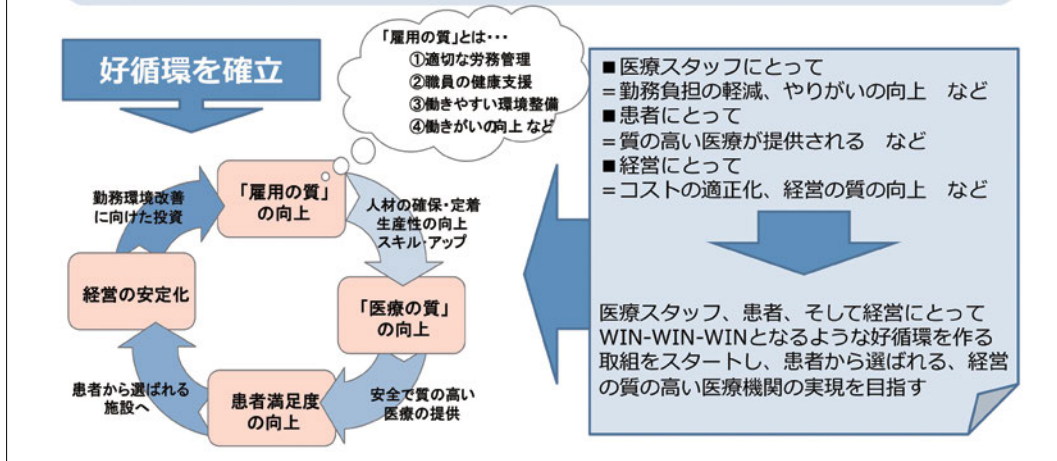 好循環を確立
「雇用の質」とは・・・
①適切な労務管理
②職員の健康支援
③働きやすい環境整備
④働きがいの向上 など
「雇用の質」
の向上
人材の確保・定着
生産性の向上
スキル・アップ
「医療の質」
の向上
安全で質の高い
医療の提供
患者満足度
の向上
患者から選ばれる
施設へ
経営の安定化
勤務環境改善
に向けた投資
■医療スタッフにとって
＝勤務負担の軽減、やりがいの向上　など
■患者にとって
＝質の高い医療が提供される　など
■経営にとって
＝コストの適正化、経営の質の向上　など
医療スタッフ、患者、そして経営にとって
WIN-WIN-WINとなるような好循環を作る
取組をスタートし、患者から選ばれる、経営
の質の高い医療機関の実現を目指す